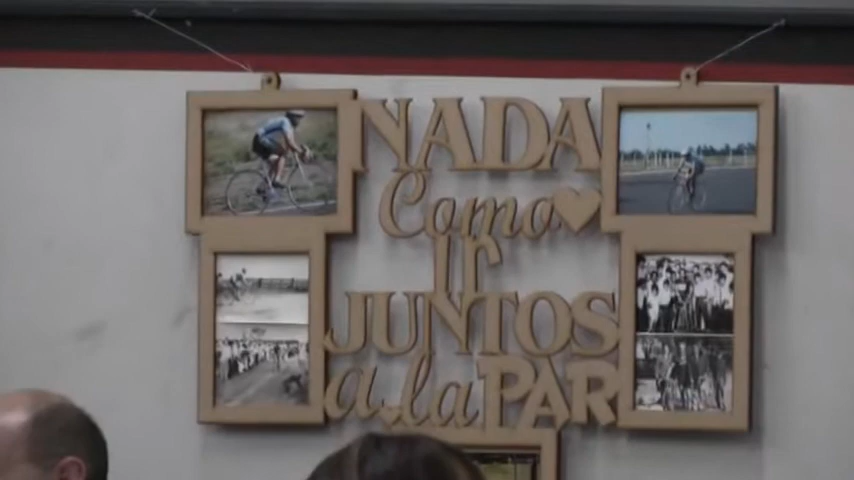 NADA
Como
Ir
JUNTOS
a la PAR